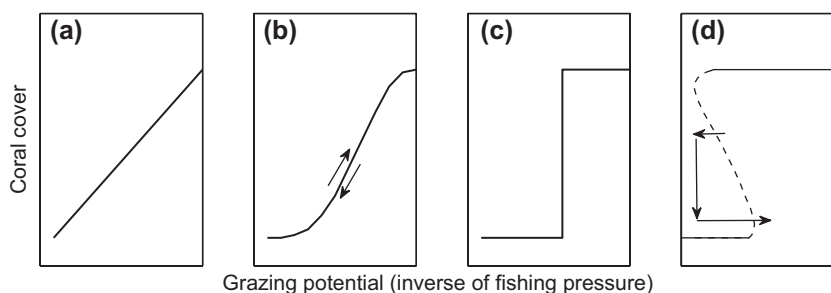 (a)
(b)
(c)
(d)
Coral cover
Grazing potential (inverse of fishing pressure)